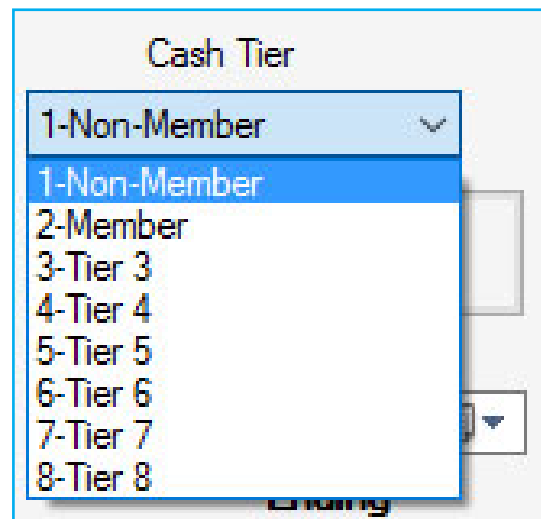 Cash Tier
1-Non-Member
1-Non-Member
2-Member
3-Tier 3
4-Tier 4
5-Tier 5
6-Tier 6
7-Tier 7
8-Tier 8
Ending